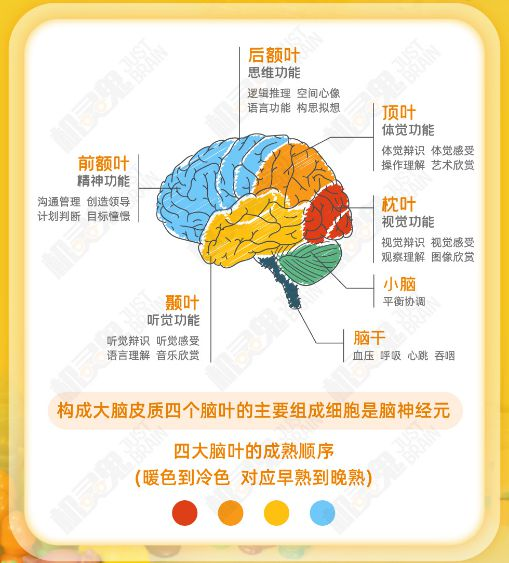 后额叶
思维功能
逻辑推理 空间心像
语言功能 构思拟想
顶叶
体觉功能
体觉辩识 体觉感受
操作理解 艺术欣赏
前额叶
精神功能
沟通管理 创造领导
计划判断 目标憧憬
枕叶
视觉功能
视觉辩识 视觉感受
观察理解 图像欣赏
小脑
平衡协调
颞叶
听觉功能
听觉辩识 听觉感受
语言理解 音乐欣赏
脑干
血压 呼吸 心跳 吞咽
构成大脑皮质四个脑叶的主要组成细胞是脑神经元
四大脑叶的成熟顺序
(暖色到冷色 对应早熟到晚熟)
机灵鬼
JUST
BRAIN